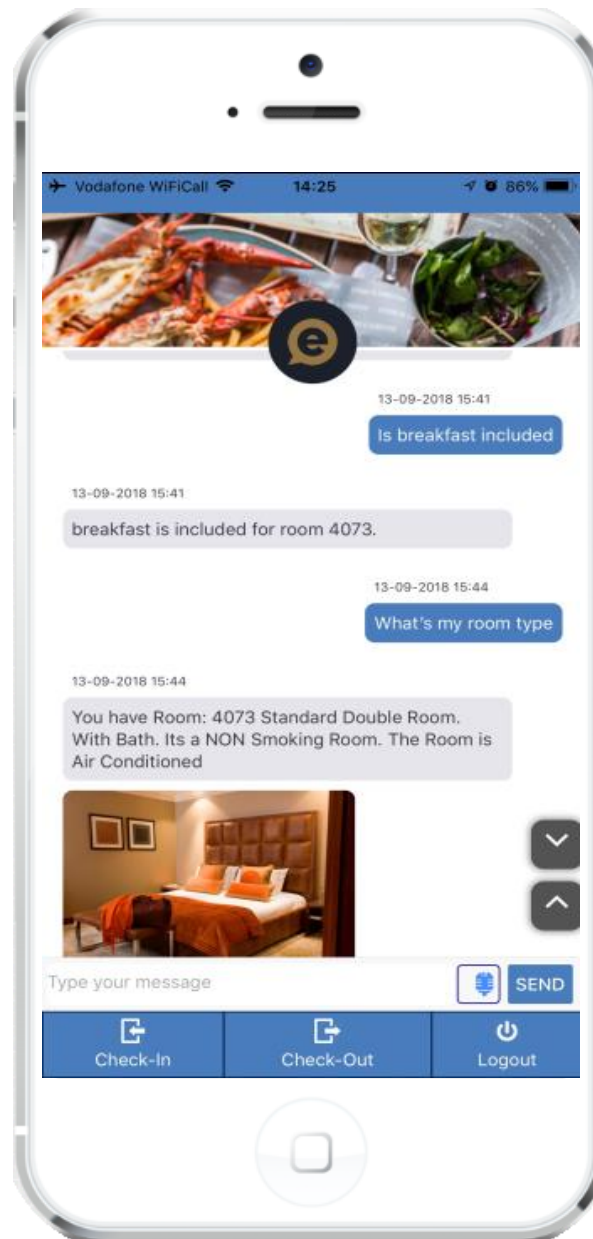 Vodafone WiFiCall 14:25 86%
e
13-09-2018 15:41
Is breakfast included
13-09-2018 15:41
breakfast is included for room 4073.
13-09-2018 15:44
What's my room type
13-09-2018 15:44
You have Room: 4073 Standard Double Room.
With Bath. Its a NON Smoking Room. The Room is
Air Conditioned
Type your message SEND
Check-In Check-Out Logout